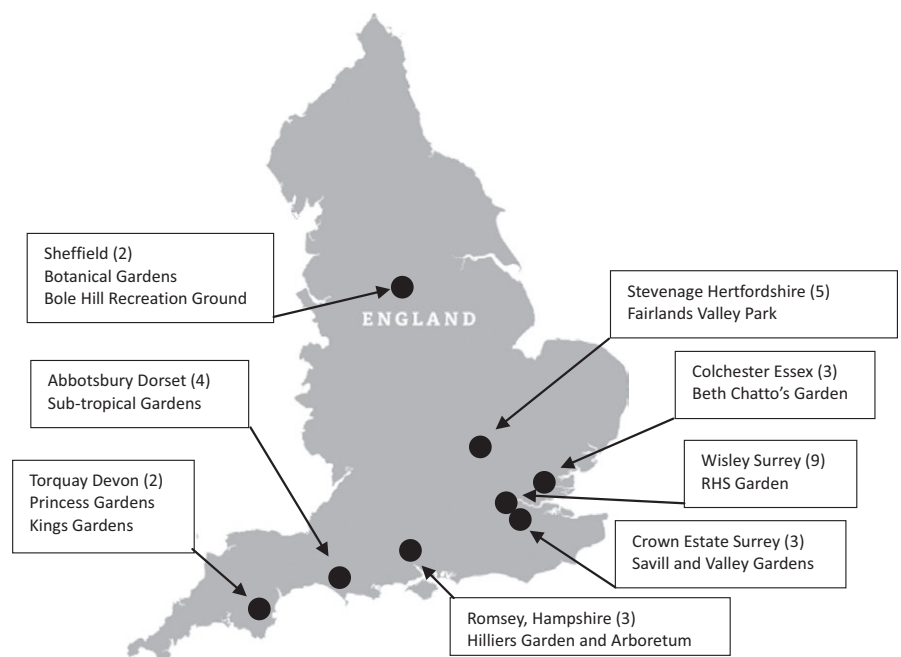 Sheffield (2)
Botanical Gardens
Bole Hill Recreation Ground
ENGLAND
Stevenage Hertfordshire (5)
Fairlands Valley Park
Abbotsbury Dorset (4)
Sub-tropical Gardens
Colchester Essex (3)
Beth Chatto's Garden
Torquay Devon (2)
Princess Gardens
Kings Gardens
Wisley Surrey (9)
RHS Garden
Crown Estate Surrey (3)
Savill and Valley Gardens
Romsey, Hampshire (3)
Hilliers Garden and Arboretum